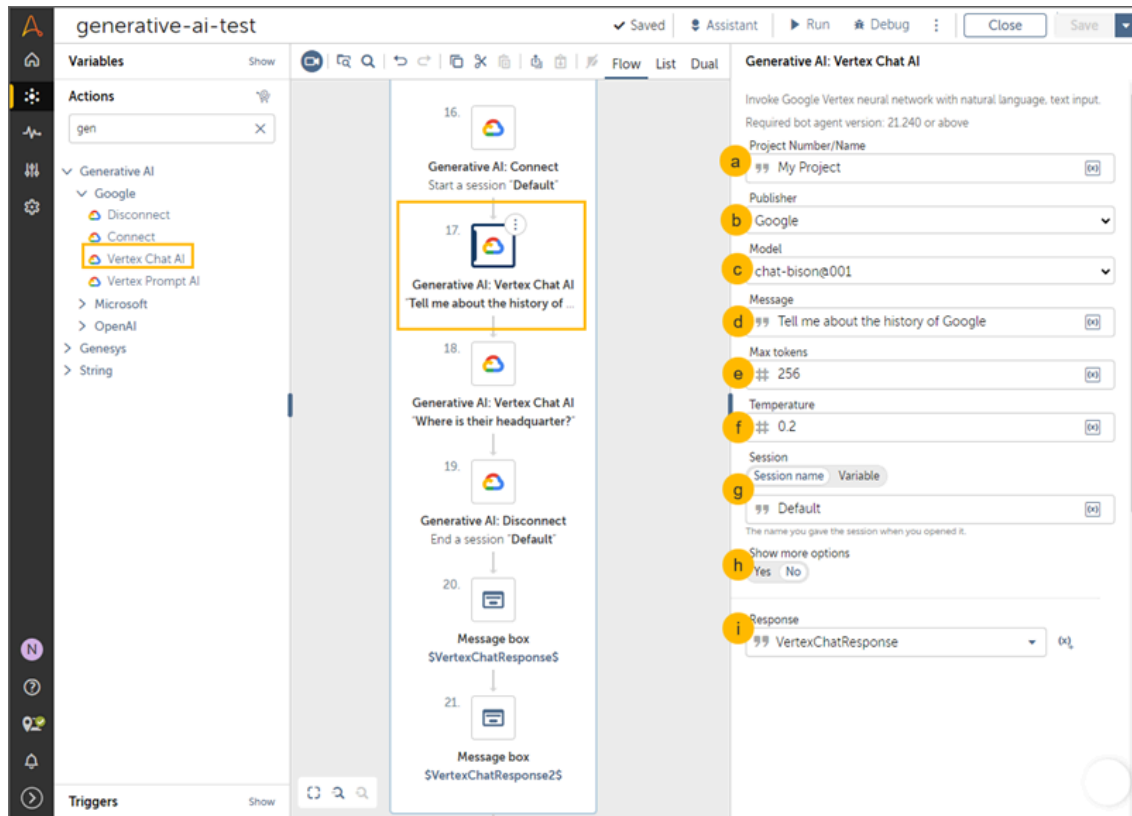 generative-ai-test
Saved
Assistant
Run
Debug
Close
Save
Variables
Show
Actions
gen
Generative AI
Google
Disconnect
Connect
Vertex Chat AI
Vertex Prompt AI
Microsoft
OpenAI
Genesys
String
N
Triggers
Show
Flow
List
Dual
16.
Generative AI: Connect
Start a session "Default"
17.
Generative AI: Vertex Chat AI
"Tell me about the history of ...
18.
Generative AI: Vertex Chat AI
"Where is their headquarter?"
19.
Generative AI: Disconnect
End a session "Default"
20.
Message box
$VertexChatResponse$
21.
Message box
$VertexChatResponse2$
Generative AI: Vertex Chat AI
Invoke Google Vertex neural network with natural language, text input.
Required bot agent version: 21.240 or above
Project Number/Name
a
My Project
(x)
Publisher
b
Google
Model
c
chat-bison@001
Message
d
Tell me about the history of Google
(x)
Max tokens
e
256
(x)
Temperature
f
0.2
(x)
Session
Session name Variable
g
Default
(x)
The name you gave the session when you opened it.
Show more options
h
Yes No
Response
i
VertexChatResponse
(x)